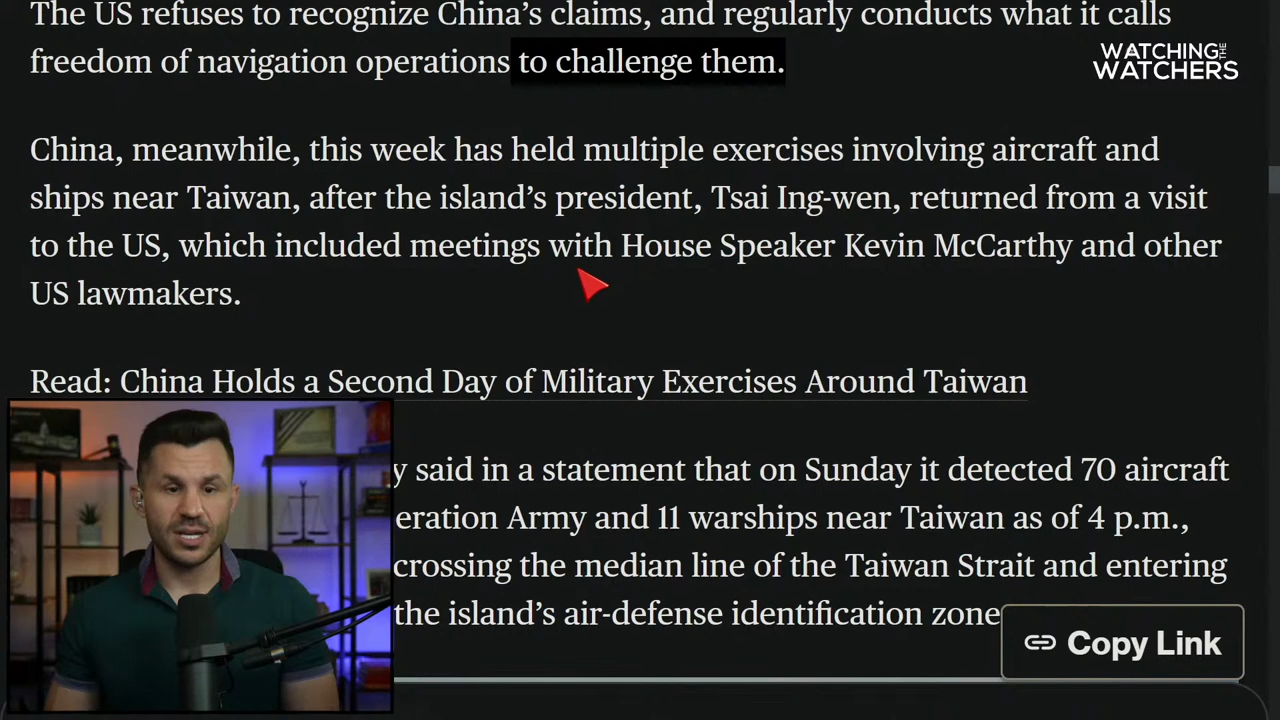 The US refuses to recognize China’s claims, and regularly conducts what it calls
freedom of navigation operations to challenge them.
WATCHING THE
WATCHERS
China, meanwhile, this week has held multiple exercises involving aircraft and
ships near Taiwan, after the island’s president, Tsai Ing-wen, returned from a visit
to the US, which included meetings with House Speaker Kevin McCarthy and other
US lawmakers.
Read: China Holds a Second Day of Military Exercises Around Taiwan
y said in a statement that on Sunday it detected 70 aircraft
eration Army and 11 warships near Taiwan as of 4 p.m.,
crossing the median line of the Taiwan Strait and entering
the island’s air-defense identification zone
Copy Link